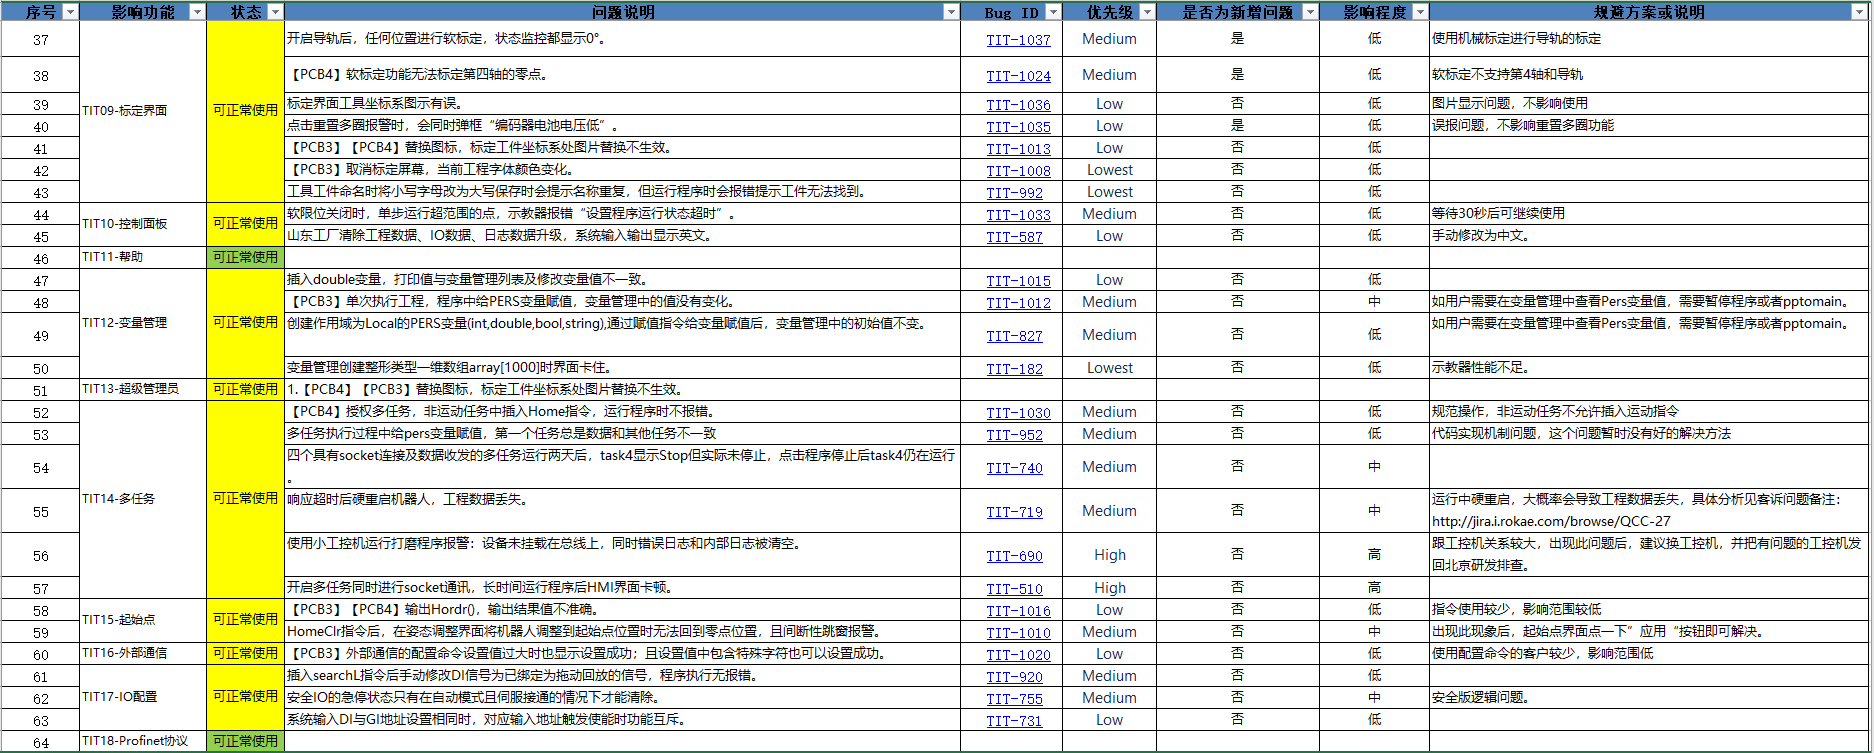 序号 影响功能 状态 问题说明 Bug ID 优先级 是否为新增问题 影响程度 规避方案或说明
37 TIT09-标定界面 可正常使用 开启导轨后，任何位置进行软标定，状态监控都显示0°。 TIT-1037 Medium 是 低 使用机械标定进行导轨的标定
38 【PCB4】软标定功能无法标定第四轴的零点。 TIT-1024 Medium 是 低 软标定不支持第4轴和导轨
39 标定界面工具坐标系图示有误。 TIT-1036 Low 否 低 图片显示问题，不影响使用
40 点击重置多圈报警时，会同时弹框“编码器电池电压低”。 TIT-1035 Low 是 低 误报问题，不影响重置多圈功能
41 【PCB3】【PCB4】替换图标，标定工件坐标系处图片替换不生效。 TIT-1013 Low 否 低
42 【PCB3】取消标定屏幕，当前工程字体颜色变化。 TIT-1008 Lowest 否 低
43 工具工件命名时将小写字母改为大写保存时会提示名称重复，但运行程序时会报错提示工件无法找到。 TIT-992 Lowest 否 低
44 TIT10-控制面板 可正常使用 软限位关闭时，单步运行超范围的点，示教器报错“设置程序运行状态超时”。 TIT-1033 Medium 否 低 等待30秒后可继续使用
45 山东工厂清除工程数据、IO数据、日志数据升级，系统输入输出显示英文。 TIT-587 Low 否 低 手动修改为中文。
46 TIT11-帮助 可正常使用
47 TIT12-变量管理 可正常使用 插入double变量，打印值与变量管理列表及修改变量值不一致。 TIT-1015 Low 否 低
48 【PCB3】单次执行工程，程序中给PERS变量赋值，变量管理中的值没有变化。 TIT-1012 Medium 否 中 如用户需要在变量管理中查看Pers变量值，需要暂停程序或者pptomain。
49 创建作用域为Local的PERS变量(int,double,bool,string),通过赋值指令给变量赋值后，变量管理中的初始值不变。 TIT-827 Medium 否 低 如用户需要在变量管理中查看Pers变量值，需要暂停程序或者pptomain。
50 变量管理创建整形类型一维数组array[1000]时界面卡住。 TIT-182 Lowest 否 低 示教器性能不足。
51 TIT13-超级管理员 可正常使用 1.【PCB4】【PCB3】替换图标，标定工件坐标系处图片替换不生效。
52 TIT14-多任务 可正常使用 【PCB4】授权多任务，非运动任务中插入Home指令，运行程序时不报错。 TIT-1030 Medium 否 低 规范操作，非运动任务不允许插入运动指令
53 多任务执行过程中给pers变量赋值，第一个任务总是数据和其他任务不一致 TIT-952 Medium 否 低 代码实现机制问题，这个问题暂时没有好的解决方法
54 四个具有socket连接及数据收发的多任务运行两天后，task4显示Stop但实际未停止，点击程序停止后task4仍在运行
。 TIT-740 Medium 否 中
55 响应超时后硬重启机器人，工程数据丢失。 TIT-719 Medium 否 中 运行中硬重启，大概率会导致工程数据丢失，具体分析见客诉问题备注：
http://jira.i.rokae.com/browse/QCC-27
56 使用小工控机运行打磨程序报警：设备未挂载在总线上，同时错误日志和内部日志被清空。 TIT-690 High 否 高 跟工控机关系较大，出现此问题后，建议换工控机，并把有问题的工控机发
回北京研发排查。
57 开启多任务同时进行socket通讯，长时间运行程序后HMI界面卡顿。 TIT-510 High 否 高
58 TIT15-起始点 可正常使用 【PCB3】【PCB4】输出Hordr()，输出结果值不准确。 TIT-1016 Low 否 低 指令使用较少，影响范围较低
59 HomeClr指令后，在姿态调整界面将机器人调整到起始点位置时无法回到零点位置，且间断性跳窗报警。 TIT-1010 Medium 否 中 出现此现象后，起始点界面点一下”应用“按钮即可解决。
60 TIT16-外部通信 可正常使用 【PCB3】外部通信的配置命令设置值过大时也显示设置成功；且设置值中包含特殊字符也可以设置成功。 TIT-1020 Low 否 低 使用配置命令的客户较少，影响范围低
61 TIT17-IO配置 可正常使用 插入searchL指令后手动修改DI信号为已绑定为拖动回放的信号，程序执行无报错。 TIT-920 Medium 否 低
62 安全IO的急停状态只有在自动模式且伺服接通的情况下才能清除。 TIT-755 Medium 否 中 安全版逻辑问题。
63 系统输入DI与GI地址设置相同时，对应输入地址触发使能时功能互斥。 TIT-731 Low 否 低
64 TIT18-Profinet协议 可正常使用